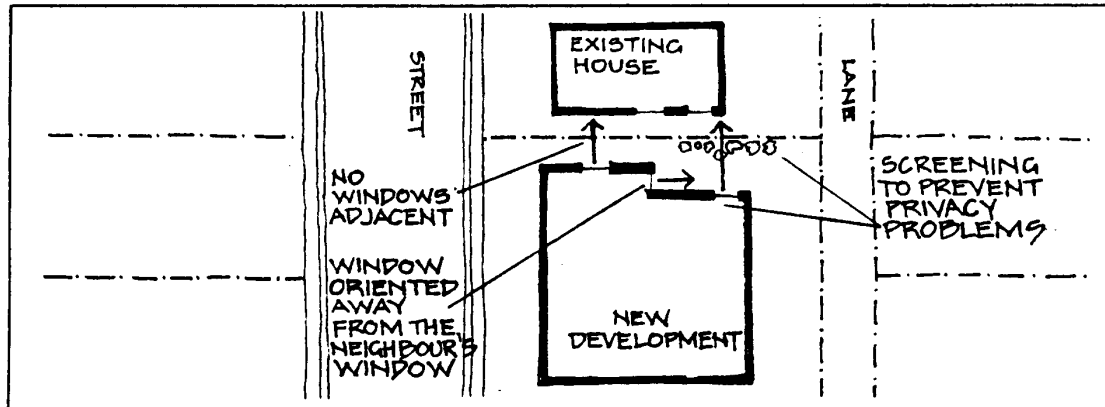 EXISTING
HOUSE
STREET
LANE
NO
WINDOWS
ADJACENT
SCREENING
TO PREVENT
PRIVACY
PROBLEMS
WINDOW
ORIENTED
AWAY
FROM THE
NEIGHBOUR'S
WINDOW
NEW
DEVELOPMENT